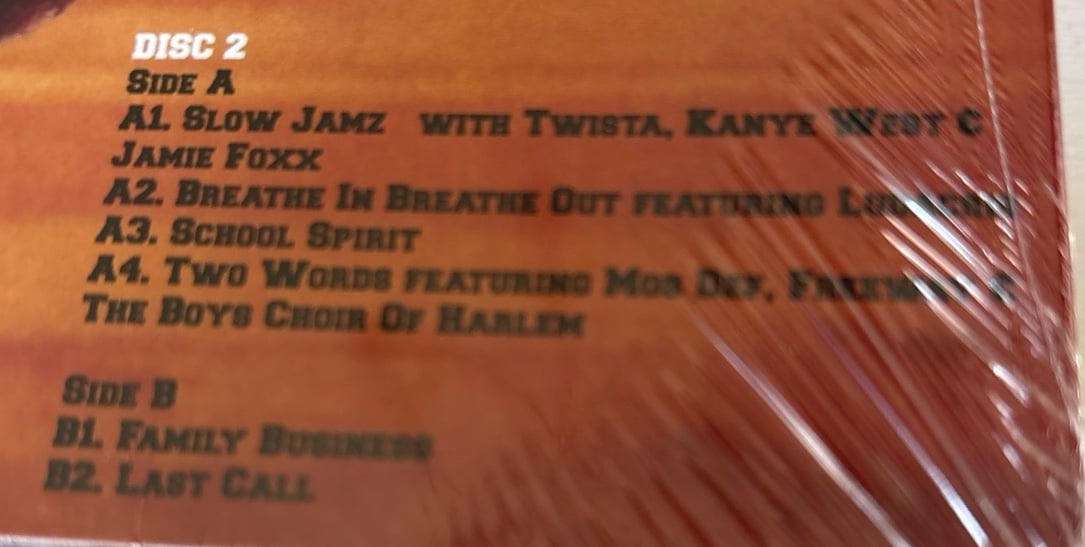 DISC 2
SIDE A
A1. SLOW JAMZ WITH TWISTA, KANYE WEST &
JAMIE FOXX
A2. BREATHE IN BREATHE OUT FEATURING LUDACRIS
A3. SCHOOL SPIRIT
A4. TWO WORDS FEATURING MOS DEF, FREEWAY &
THE BOYS CHOIR OF HARLEM
SIDE B
B1. FAMILY BUSINESS
B2. LAST CALL